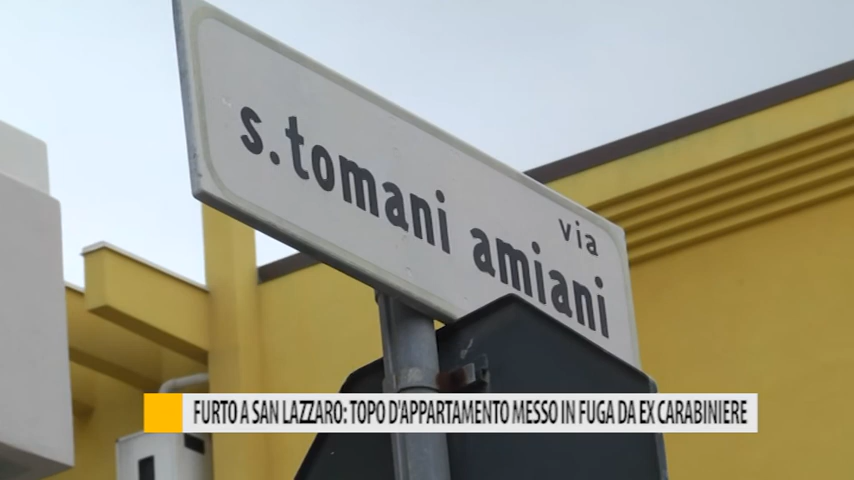 via
s.tomani amiani
FURTO A SAN LAZZARO: TOPO D'APPARTAMENTO MESSO IN FUGA DA EX CARABINIERE